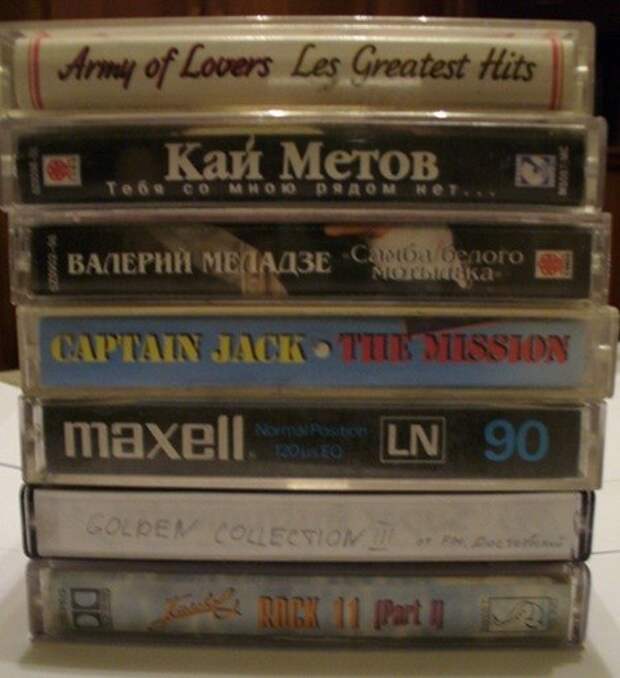 Army of Lovers Les Greatest Hits
Кай Метов
Тебя со мною рядом нет...
ВАЛЕРИЙ МЕЛАДЗЕ Самба белого
мотылька
CAPTAIN JACK • THE MISSION
maxell Normal Position LN 90
120 µs EQ
GOLDEN COLLECTION III от
ROCK 11 (Part I)